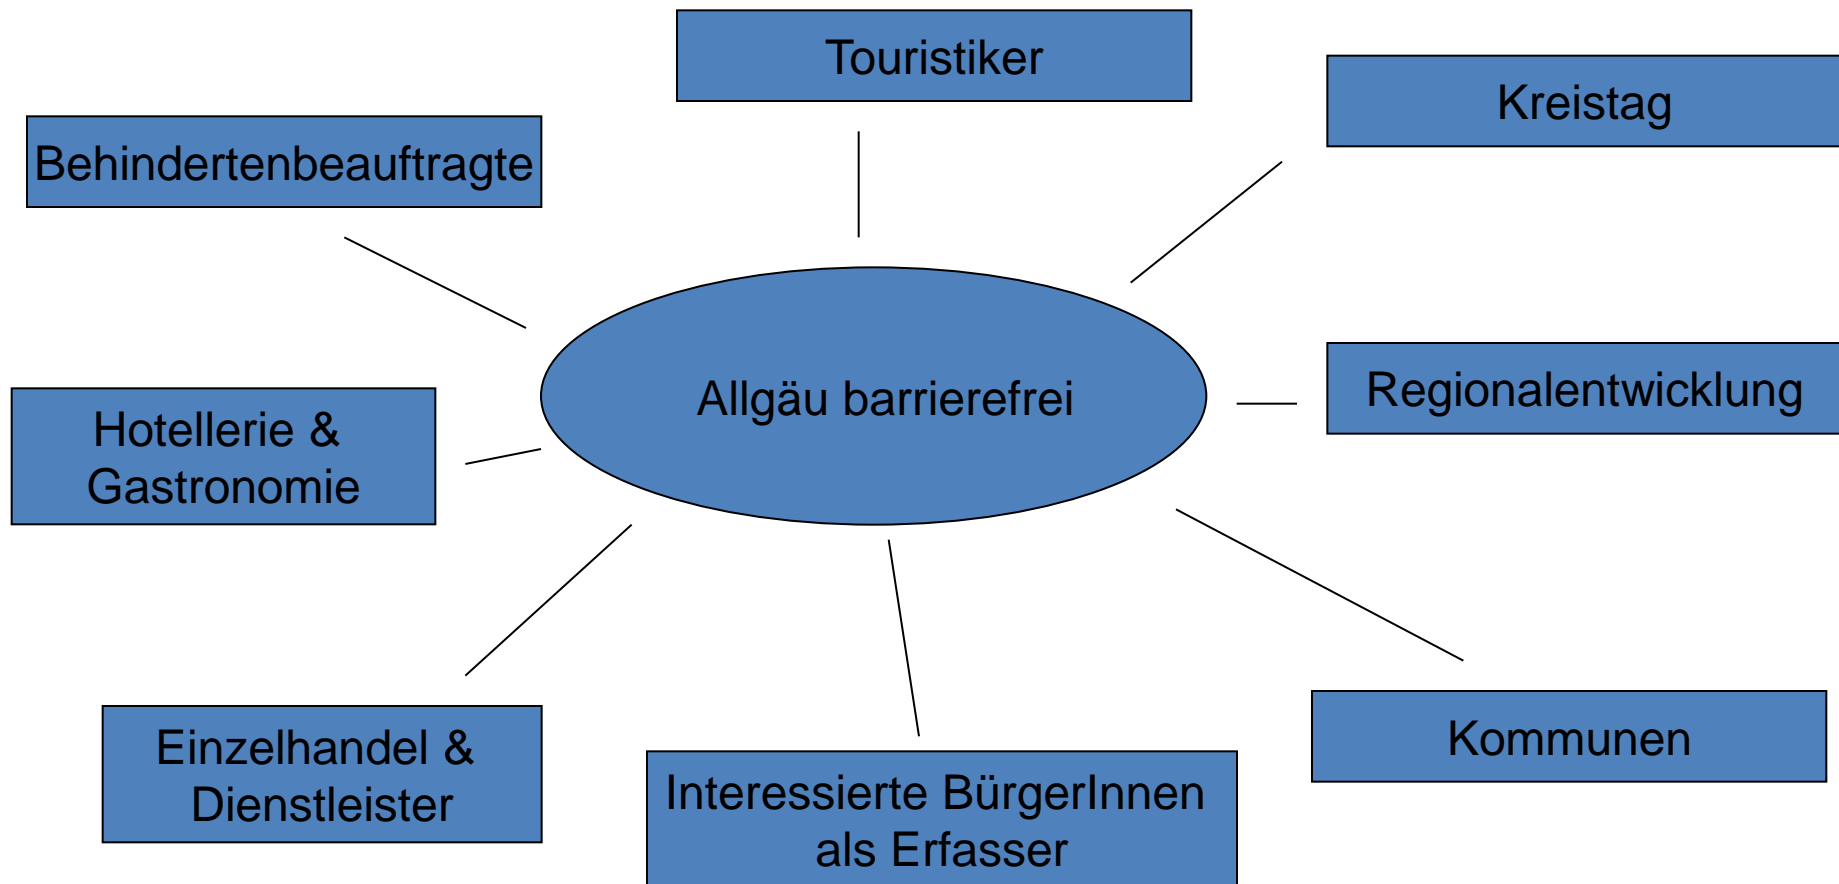 Touristiker
Kreistag
Behindertenbeauftragte
Allgäu barrierefrei
Regionalentwicklung
Hotellerie &
Gastronomie
Einzelhandel &
Dienstleister
Interessierte BürgerInnen
als Erfasser
Kommunen